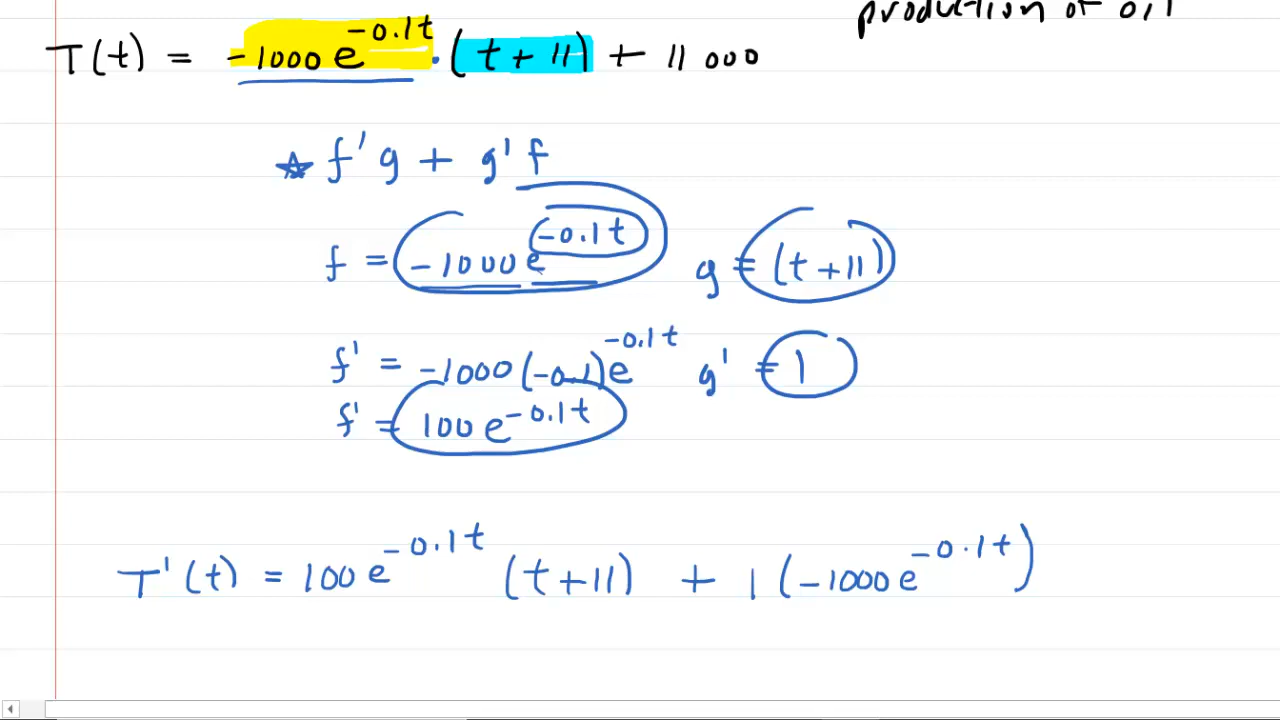 production of oil
T(t) = -1000e^{-0.1t} · (t + 11) + 11 000
☆ f'g + g'f
f = -1000e^{-0.1t} g = (t + 11)
f' = -1000(-0.1)e^{-0.1t} g' = 1
f' = 100e^{-0.1t}
T'(t) = 100e^{-0.1t} (t + 11) + 1(-1000e^{-0.1t})